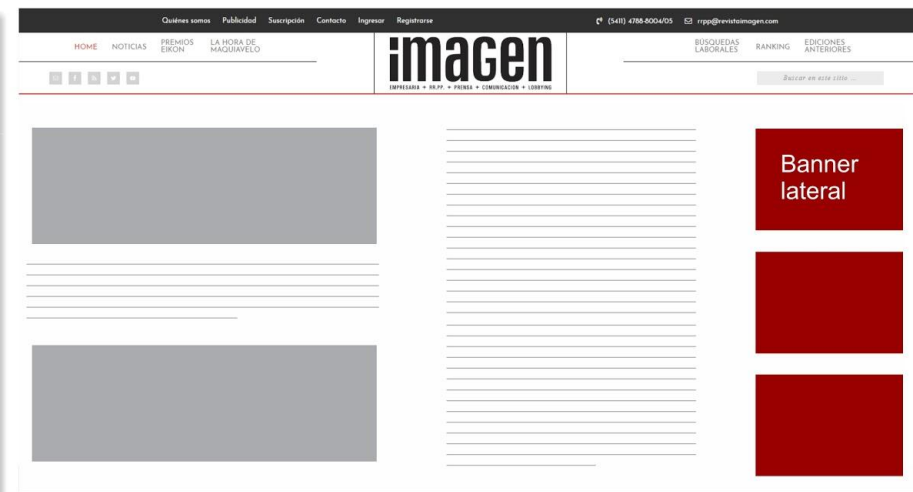 Quiénes somos Publicidad Suscripción Contacto Ingresar Registrarse (5411) 4788-8004/05 rrpp@revistaimagen.com
HOME NOTICIAS PREMIOS EIKON LA HORA DE MAQUIAVELO
imagen
EMPRESARIA + RR.PP. + PRENSA + COMUNICACION + LOBBYING
BÚSQUEDAS LABORALES RANKING EDICIONES ANTERIORES
Buscar en este sitio ...
Banner
lateral